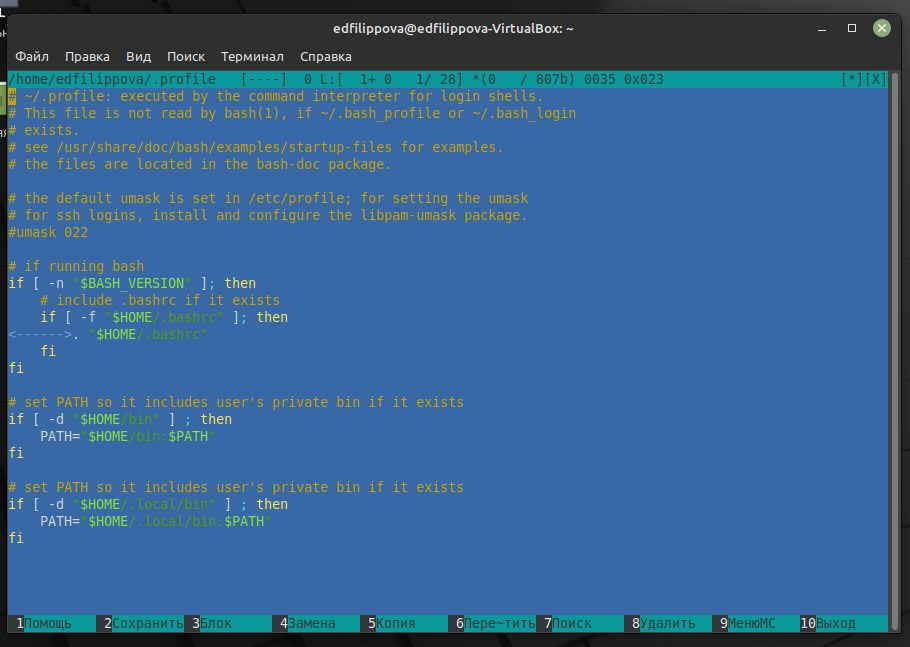 edfilippova@edfilippova-VirtualBox: ~
Файл Правка Вид Поиск Терминал Справка
/home/edfilippova/.profile [----] 0 L:[ 1+ 0 1/ 28] *(0 / 807b) 0035 0x023 [*][X]
# ~/.profile: executed by the command interpreter for login shells.
# This file is not read by bash(1), if ~/.bash_profile or ~/.bash_login
# exists.
# see /usr/share/doc/bash/examples/startup-files for examples.
# the files are located in the bash-doc package.
# the default umask is set in /etc/profile; for setting the umask
# for ssh logins, install and configure the libpam-umask package.
#umask 022
# if running bash
if [ -n "$BASH_VERSION" ]; then
    # include .bashrc if it exists
    if [ -f "$HOME/.bashrc" ]; then
<------>. "$HOME/.bashrc"
    fi
fi
# set PATH so it includes user's private bin if it exists
if [ -d "$HOME/bin" ] ; then
    PATH="$HOME/bin:$PATH"
fi
# set PATH so it includes user's private bin if it exists
if [ -d "$HOME/.local/bin" ] ; then
    PATH="$HOME/.local/bin:$PATH"
fi
1Помощь 2Сохранить 3Блок 4Замена 5Копия 6Пере~тить 7Поиск 8Удалить 9МенюMC 10Выход